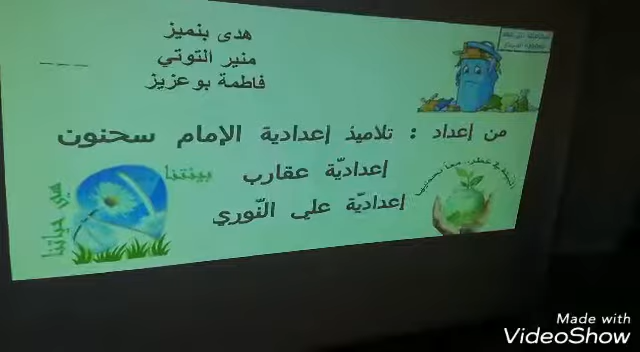 هدى بنميز
منير التوتي
فاطمة بوعزيز
من إعداد : تلاميذ إعدادية الإمام سحنون
إعداديّة عقارب
إعداديّة علي النّوري
بيئتنا
هي حياتنا
Made with
VideoShow